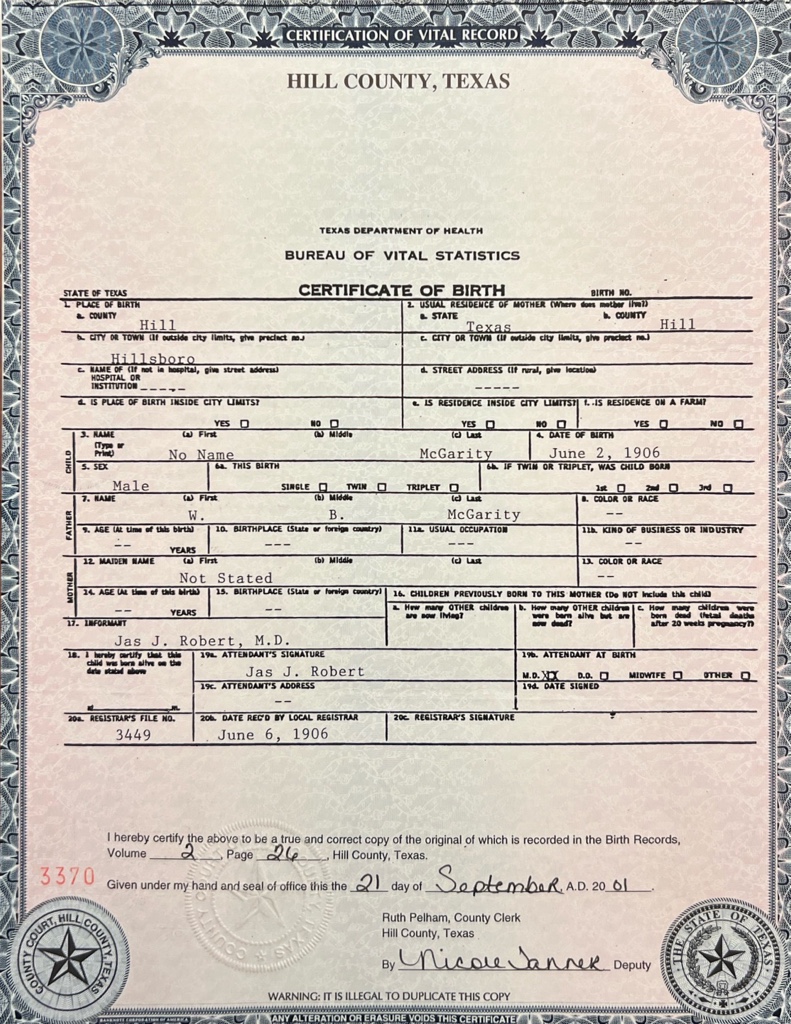 CERTIFICATION OF VITAL RECORD
HILL COUNTY, TEXAS
TEXAS DEPARTMENT OF HEALTH
BUREAU OF VITAL STATISTICS
STATE OF TEXAS CERTIFICATE OF BIRTH BIRTH NO.
1. PLACE OF BIRTH 2. USUAL RESIDENCE OF MOTHER (Where does mother live?)
a. COUNTY a. STATE b. COUNTY
Hill Texas Hill
b. CITY OR TOWN (If outside city limits, give precinct no.) c. CITY OR TOWN (If outside city limits, give precinct no.)
Hillsboro
c. NAME OF (If not in hospital, give street address) d. STREET ADDRESS (If rural, give location)
HOSPITAL OR
INSTITUTION ----- -----
d. IS PLACE OF BIRTH INSIDE CITY LIMITS? e. IS RESIDENCE INSIDE CITY LIMITS? f. IS RESIDENCE ON A FARM?
YES NO YES NO YES NO
CHILD
3. NAME (a) First (b) Middle (c) Last 4. DATE OF BIRTH
(Type or
Print) No Name McGarity June 2, 1906
5. SEX 6a. THIS BIRTH 6b. IF TWIN OR TRIPLET, WAS CHILD BORN
Male SINGLE TWIN TRIPLET 1st 2nd 3rd
FATHER
7. NAME (a) First (b) Middle (c) Last 8. COLOR OR RACE
W. B. McGarity --
9. AGE (At time of this birth) 10. BIRTHPLACE (State or foreign country) 11a. USUAL OCCUPATION 11b. KIND OF BUSINESS OR INDUSTRY
-- YEARS --- --- --
MOTHER
12. MAIDEN NAME (a) First (b) Middle (c) Last 13. COLOR OR RACE
Not Stated --
14. AGE (At time of this birth) 15. BIRTHPLACE (State or foreign country) 16. CHILDREN PREVIOUSLY BORN TO THIS MOTHER (Do NOT include this child)
-- YEARS --
a. How many OTHER children are now living? b. How many OTHER children were born alive but are now dead? c. How many children were born dead (fetal deaths after 20 weeks pregnancy)?
17. INFORMANT
Jas J. Robert, M.D.
18. I hereby certify that this child was born alive on the date stated above 19a. ATTENDANT'S SIGNATURE 19b. ATTENDANT AT BIRTH
Jas J. Robert M.D. XX D.O. MIDWIFE OTHER
19c. ATTENDANT'S ADDRESS 19d. DATE SIGNED
m. --
20a. REGISTRAR'S FILE NO. 20b. DATE REC'D BY LOCAL REGISTRAR 20c. REGISTRAR'S SIGNATURE
3449 June 6, 1906
I hereby certify the above to be a true and correct copy of the original of which is recorded in the Birth Records,
Volume 2, Page 26, Hill County, Texas.
3370
Given under my hand and seal of office this the 21 day of September A.D. 20 01.
Ruth Pelham, County Clerk
Hill County, Texas
By Nicole Tanner Deputy
COUNTY COURT, HILL COUNTY, TEXAS
THE STATE OF TEXAS
WARNING: IT IS ILLEGAL TO DUPLICATE THIS COPY
ANY ALTERATION OR ERASURE VOIDS THIS CERTIFICATE